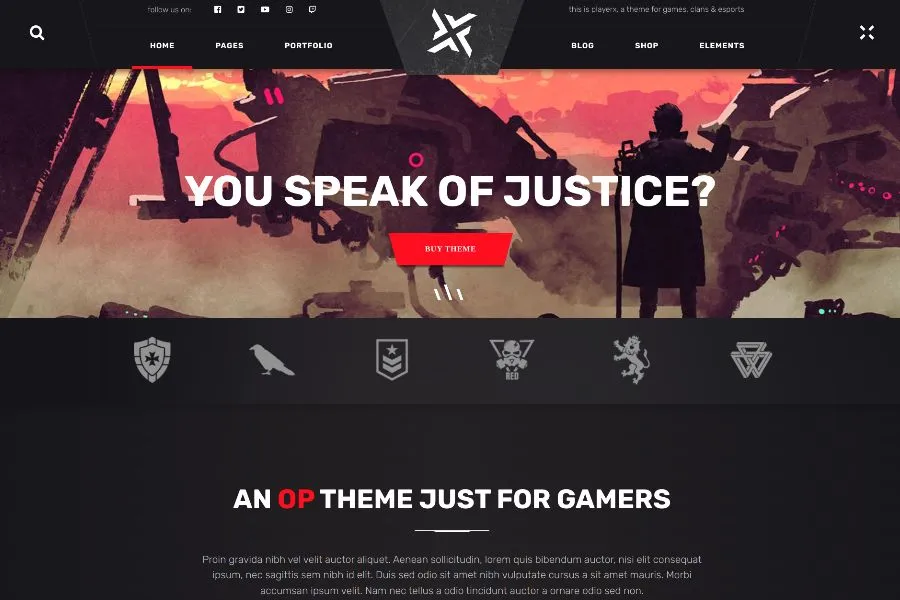 follow us on:
this is playerx, a theme for games, clans & esports
HOME PAGES PORTFOLIO
BLOG SHOP ELEMENTS
YOU SPEAK OF JUSTICE?
BUY THEME
RED
AN OP THEME JUST FOR GAMERS
Proin gravida nibh vel velit auctor aliquet. Aenean sollicitudin, lorem quis bibendum auctor, nisi elit consequat
ipsum, nec sagittis sem nibh id elit. Duis sed odio sit amet nibh vulputate cursus a sit amet mauris. Morbi
accumsan ipsum velit. Nam nec tellus a odio tincidunt auctor a ornare odio sed non.